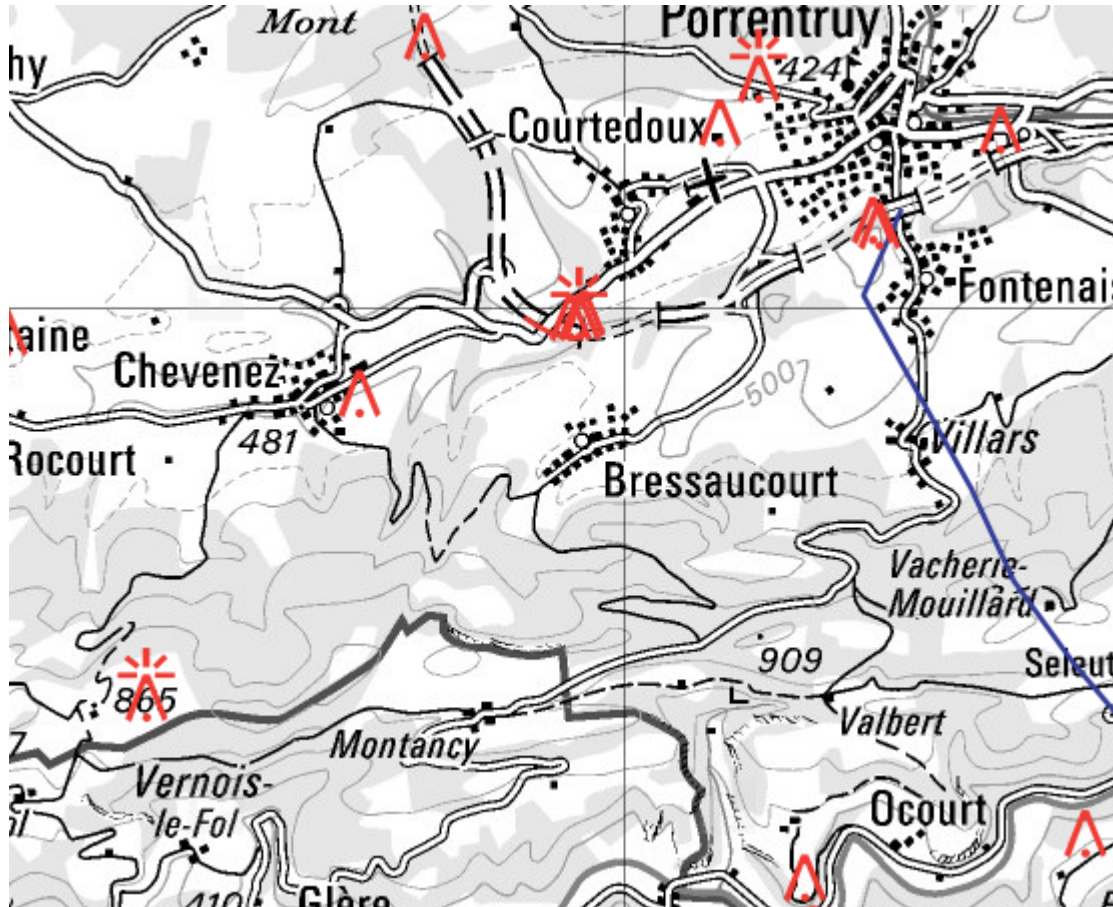 Mont
Porrentruy
hy
424
Courtedoux
Fontenais
aine
Chevenez
500
481
Villars
Rocourt
Bressaucourt
Vacherie-
Mouillard
909
Seleut
865
Valbert
Montancy
Vernois-
le-Fol
Ocourt
410
Glère